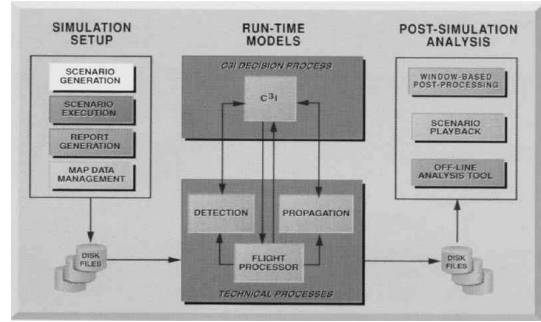 SIMULATION
SETUP
SCENARIO
GENERATION
SCENARIO
EXECUTION
REPORT
GENERATION
MAP DATA
MANAGEMENT
DISK
FILES
RUN-TIME
MODELS
C3I DECISION PROCESS
C³I
DETECTION
PROPAGATION
FLIGHT
PROCESSOR
TECHNICAL PROCESSES
POST-SIMULATION
ANALYSIS
WINDOW-BASED
POST-PROCESSING
SCENARIO
PLAYBACK
OFF-LINE
ANALYSIS TOOL
DISK
FILES